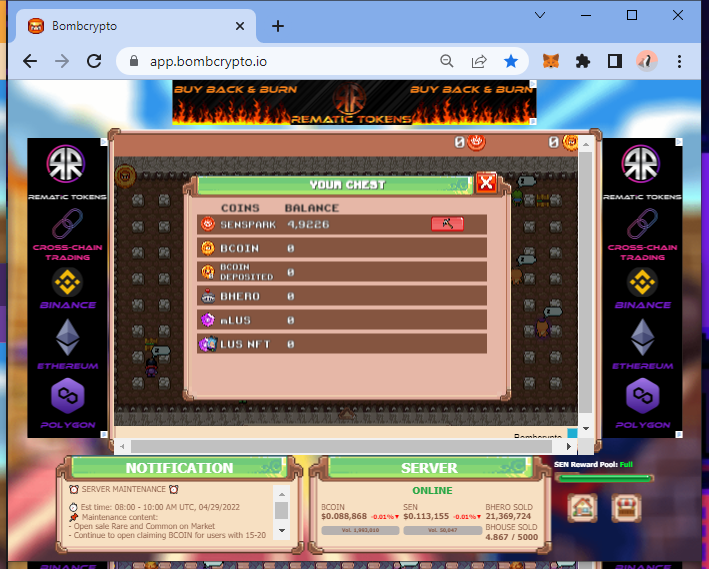 Bombcrypto
app.bombcrypto.io
BUY BACK & BURN
BUY BACK & BURN
REMATIC TOKENS
0
0
REMATIC TOKENS
CROSS-CHAIN
TRADING
BINANCE
ETHEREUM
POLYGON
YOUR CHEST
COINS BALANCE
SENSPARK 4,9226
BCOIN 0
BCOIN
DEPOSITED 0
BHERO 0
mLUS 0
LUS NFT 0
REMATIC TOKENS
CROSS-CHAIN
TRADING
BINANCE
ETHEREUM
POLYGON
Bombcrypto
NOTIFICATION
SERVER MAINTENANCE
Est time: 08:00 - 10:00 AM UTC, 04/29/2022
Maintenance content:
- Open sale Rare and Common on Market
- Continue to open claiming BCOIN for users with 15-20
SERVER
ONLINE
BCOIN
$0.088,868 -0.01%▼
SEN
$0.113,155 -0.01%▼
BHERO SOLD
21,369,724
BHOUSE SOLD
4.867 / 5000
SEN Reward Pool: Full